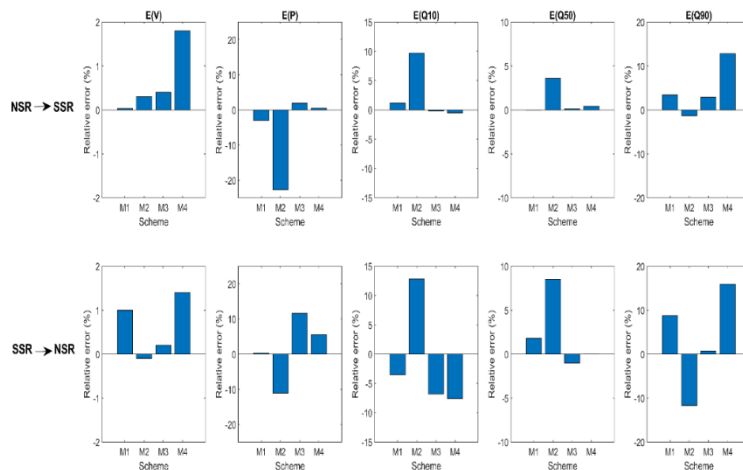 E(V) E(P) E(Q10) E(Q50) E(Q90)
NSR → SSR
Relative error (%) 2 1 0 -1 -2 M1 M2 M3 M4 Scheme
Relative error (%) 20 10 0 -10 -20 M1 M2 M3 M4 Scheme
Relative error (%) 15 10 5 0 -5 -10 -15 M1 M2 M3 M4 Scheme
Relative error (%) 10 5 0 -5 -10 M1 M2 M3 M4 Scheme
Relative error (%) 20 10 0 -10 -20 M1 M2 M3 M4 Scheme
SSR → NSR
Relative error (%) 2 1 0 -1 -2 M1 M2 M3 M4 Scheme
Relative error (%) 20 10 0 -10 -20 M1 M2 M3 M4 Scheme
Relative error (%) 15 10 5 0 -5 -10 -15 M1 M2 M3 M4 Scheme
Relative error (%) 10 5 0 -5 -10 M1 M2 M3 M4 Scheme
Relative error (%) 20 10 0 -10 -20 M1 M2 M3 M4 Scheme